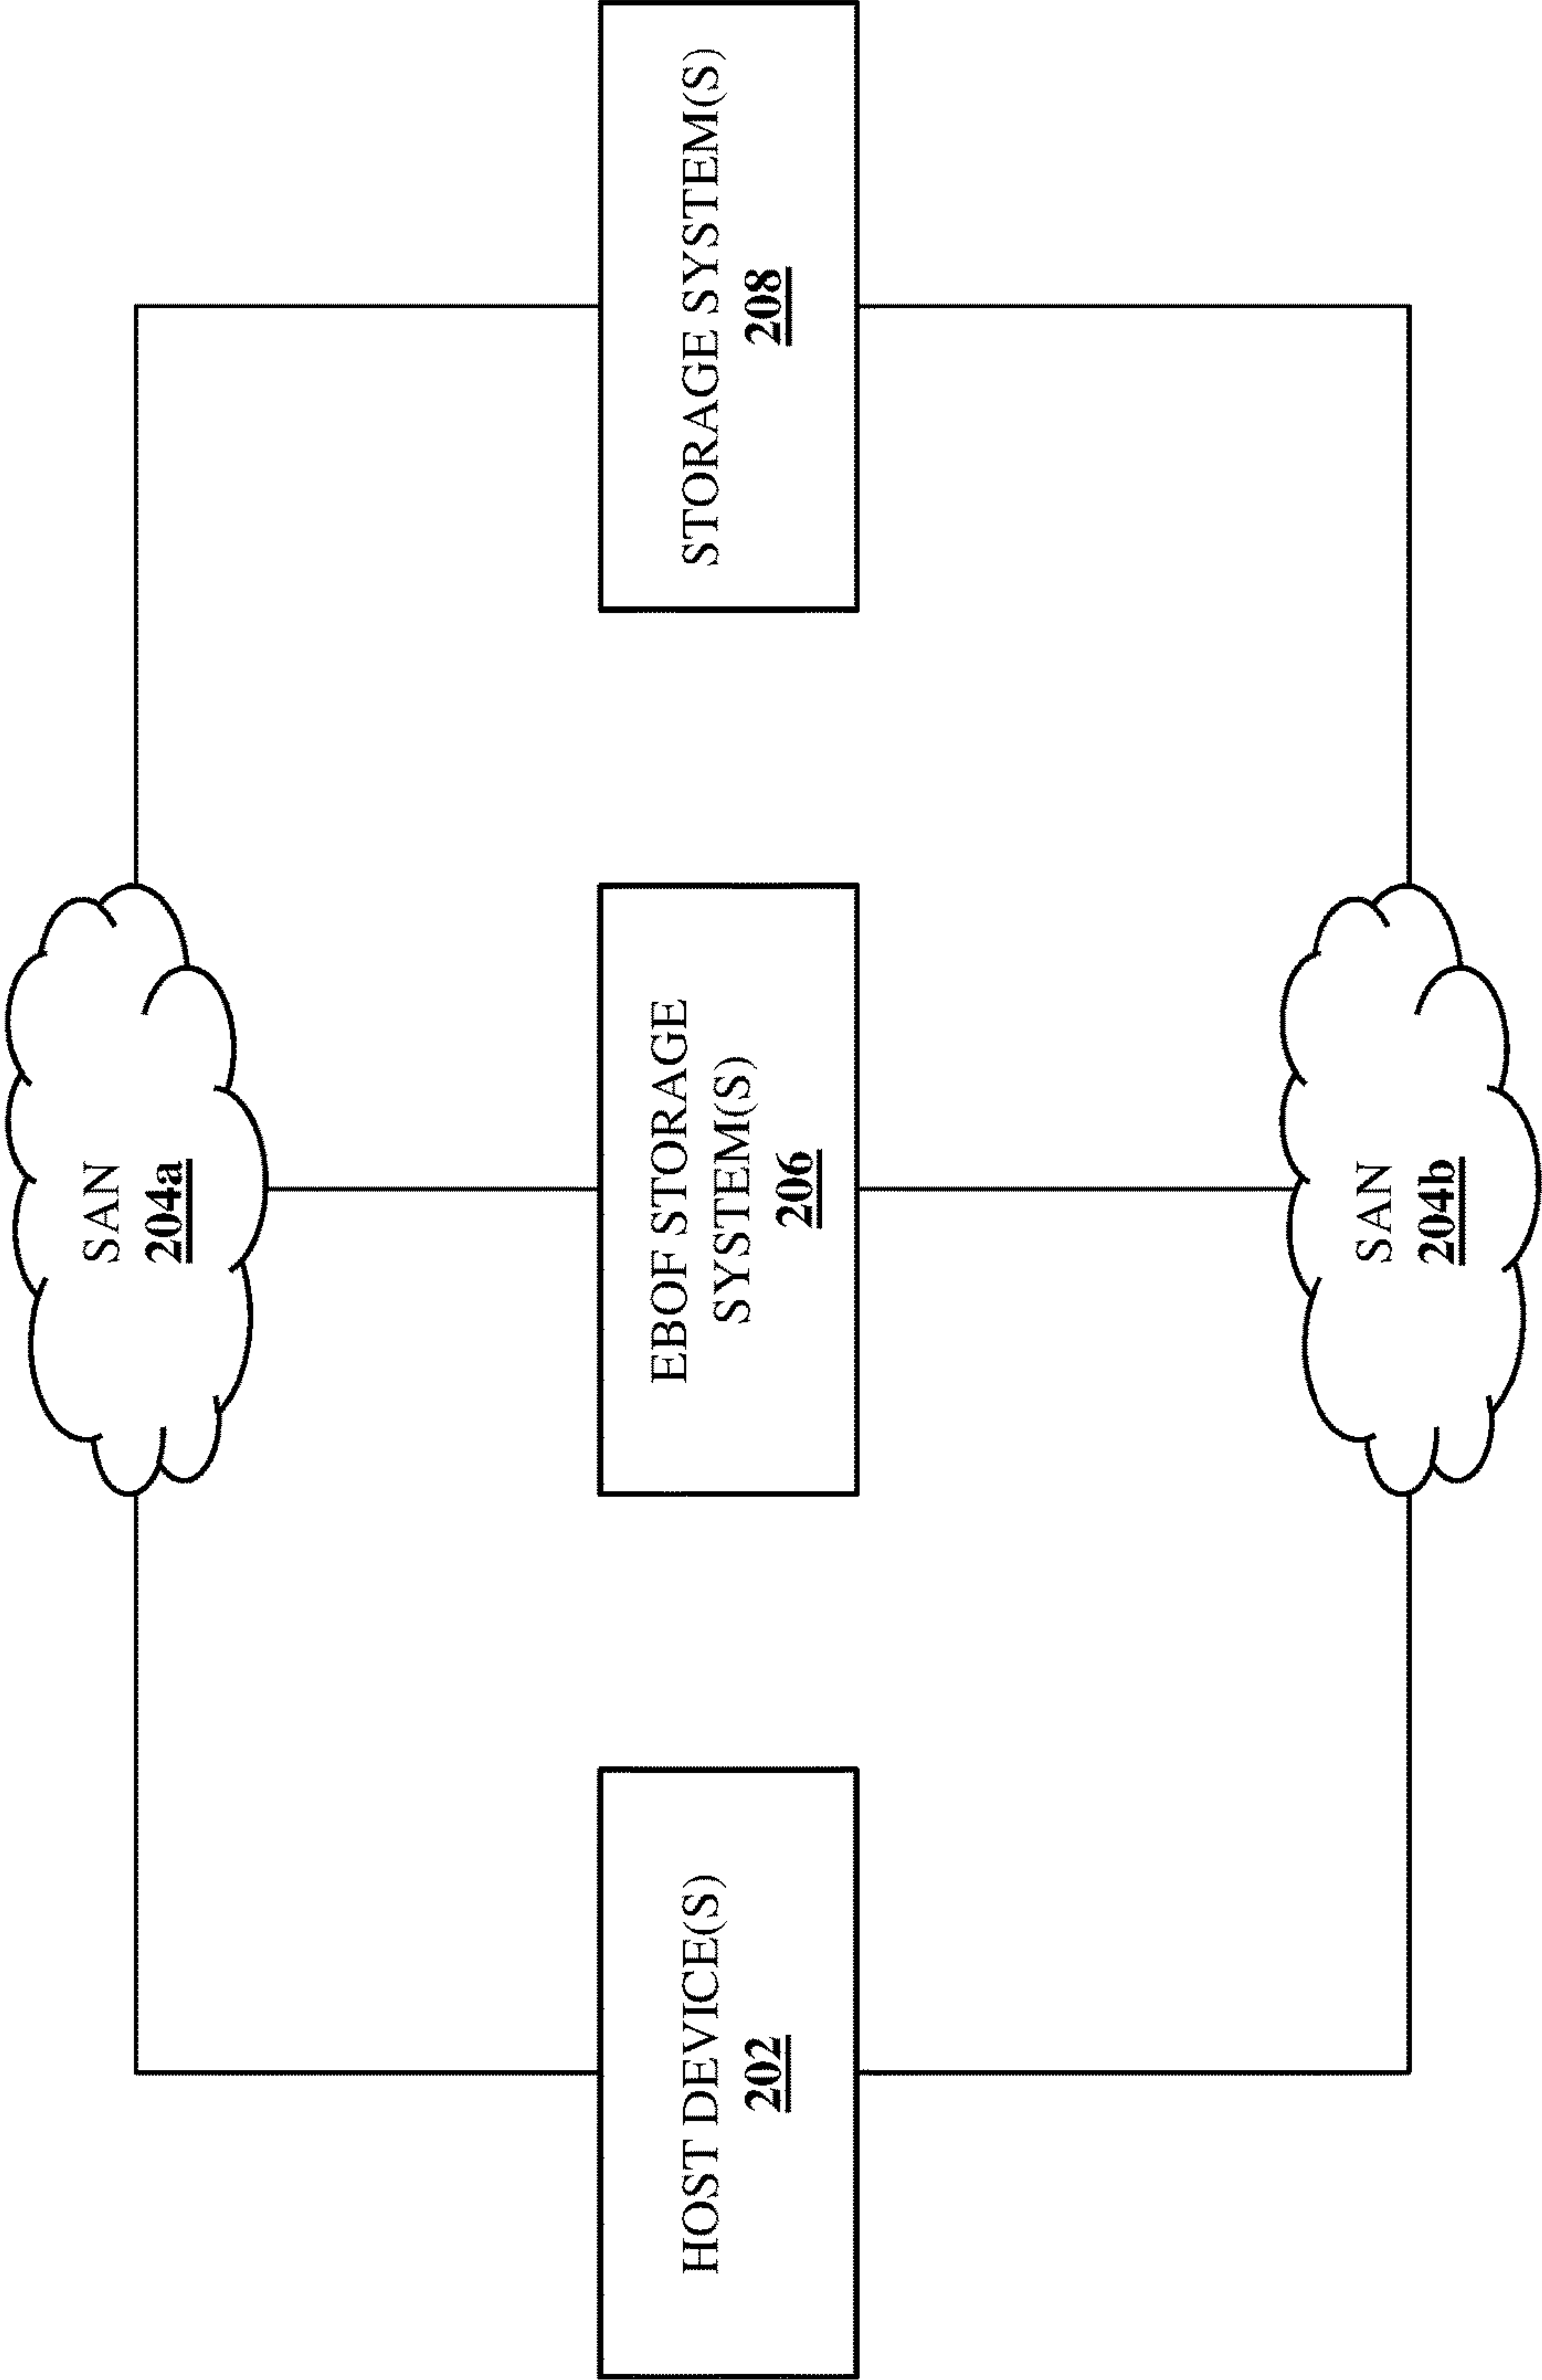 SAN
204a
HOST DEVICE(S)
202
EBOF STORAGE
SYSTEM(S)
206
STORAGE SYSTEM(S)
208
SAN
204b